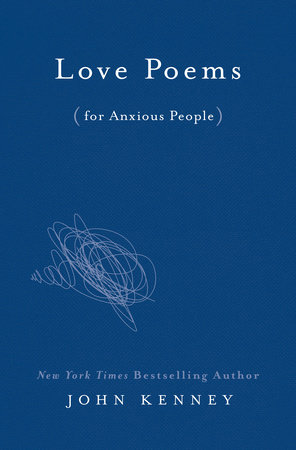 Love Poems
(for Anxious People)
New York Times Bestselling Author
JOHN KENNEY